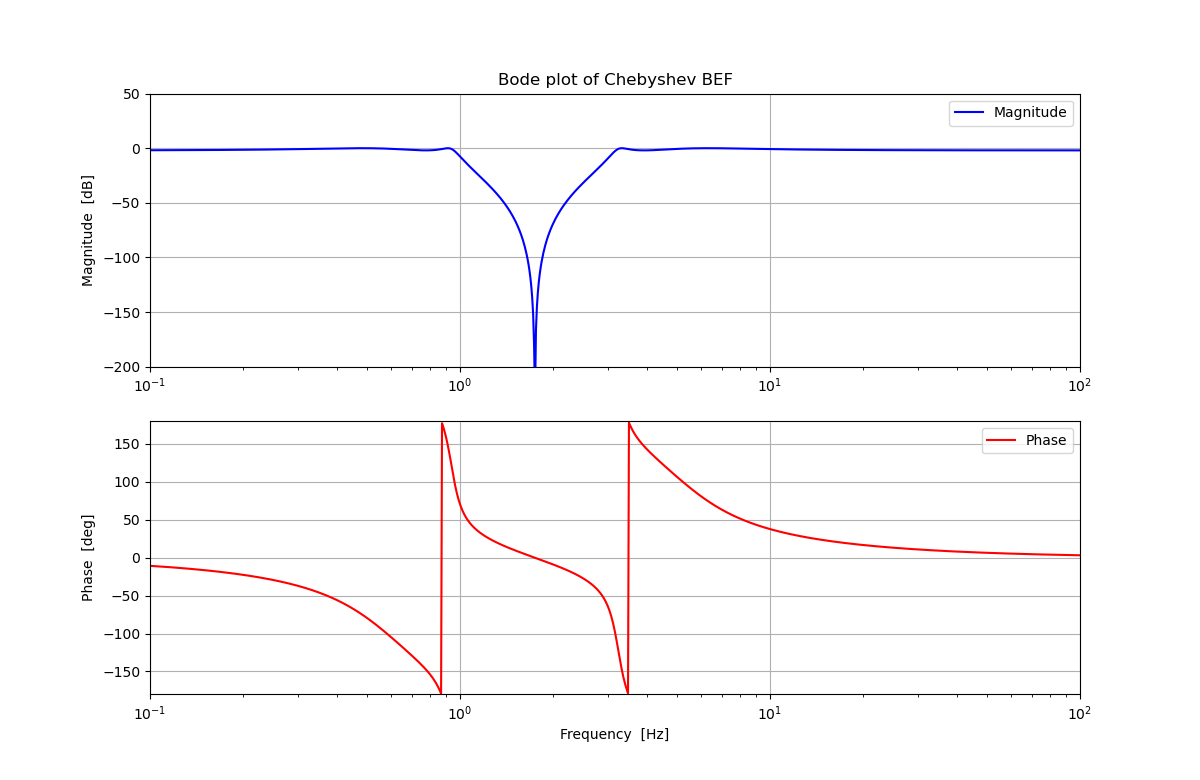 Bode plot of Chebyshev BEF
50
0
−50
−100
−150
−200
Magnitude [dB]
Magnitude
10⁻¹ 10⁰ 10¹ 10²
150
100
50
0
−50
−100
−150
Phase [deg]
Phase
10⁻¹ 10⁰ 10¹ 10²
Frequency [Hz]